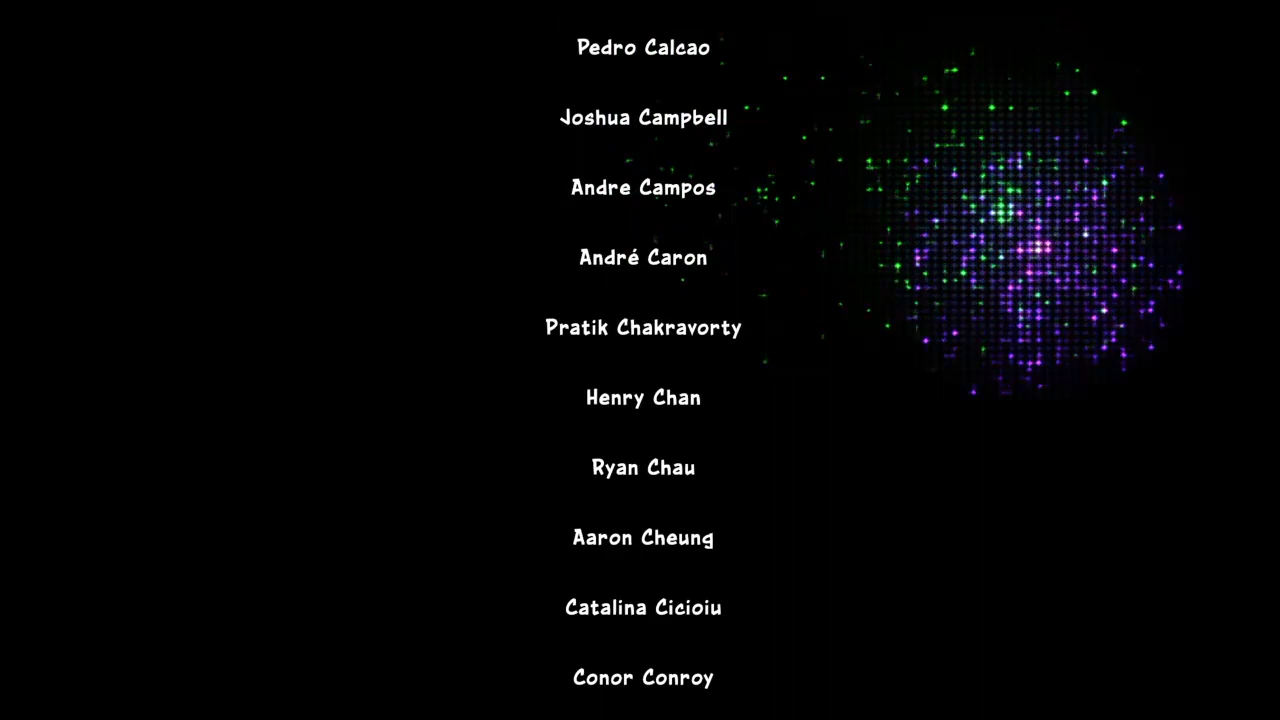 Pedro Calcao
Joshua Campbell
Andre Campos
André Caron
Pratik Chakravorty
Henry Chan
Ryan Chau
Aaron Cheung
Catalina Cicioiu
Conor Conroy